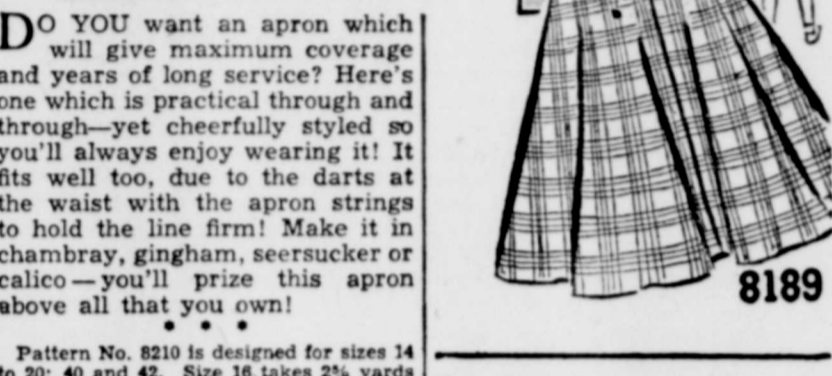 DO YOU want an apron which
will give maximum coverage
and years of long service? Here's
one which is practical through and
through—yet cheerfully styled so
you'll always enjoy wearing it! It
fits well too, due to the darts at
the waist with the apron strings
to hold the line firm! Make it in
chambray, gingham, seersucker or
calico—you'll prize this apron
above all that you own!
• • •
Pattern No. 8210 is designed for sizes 14
to 20; 40 and 42. Size 16 takes yards
8189